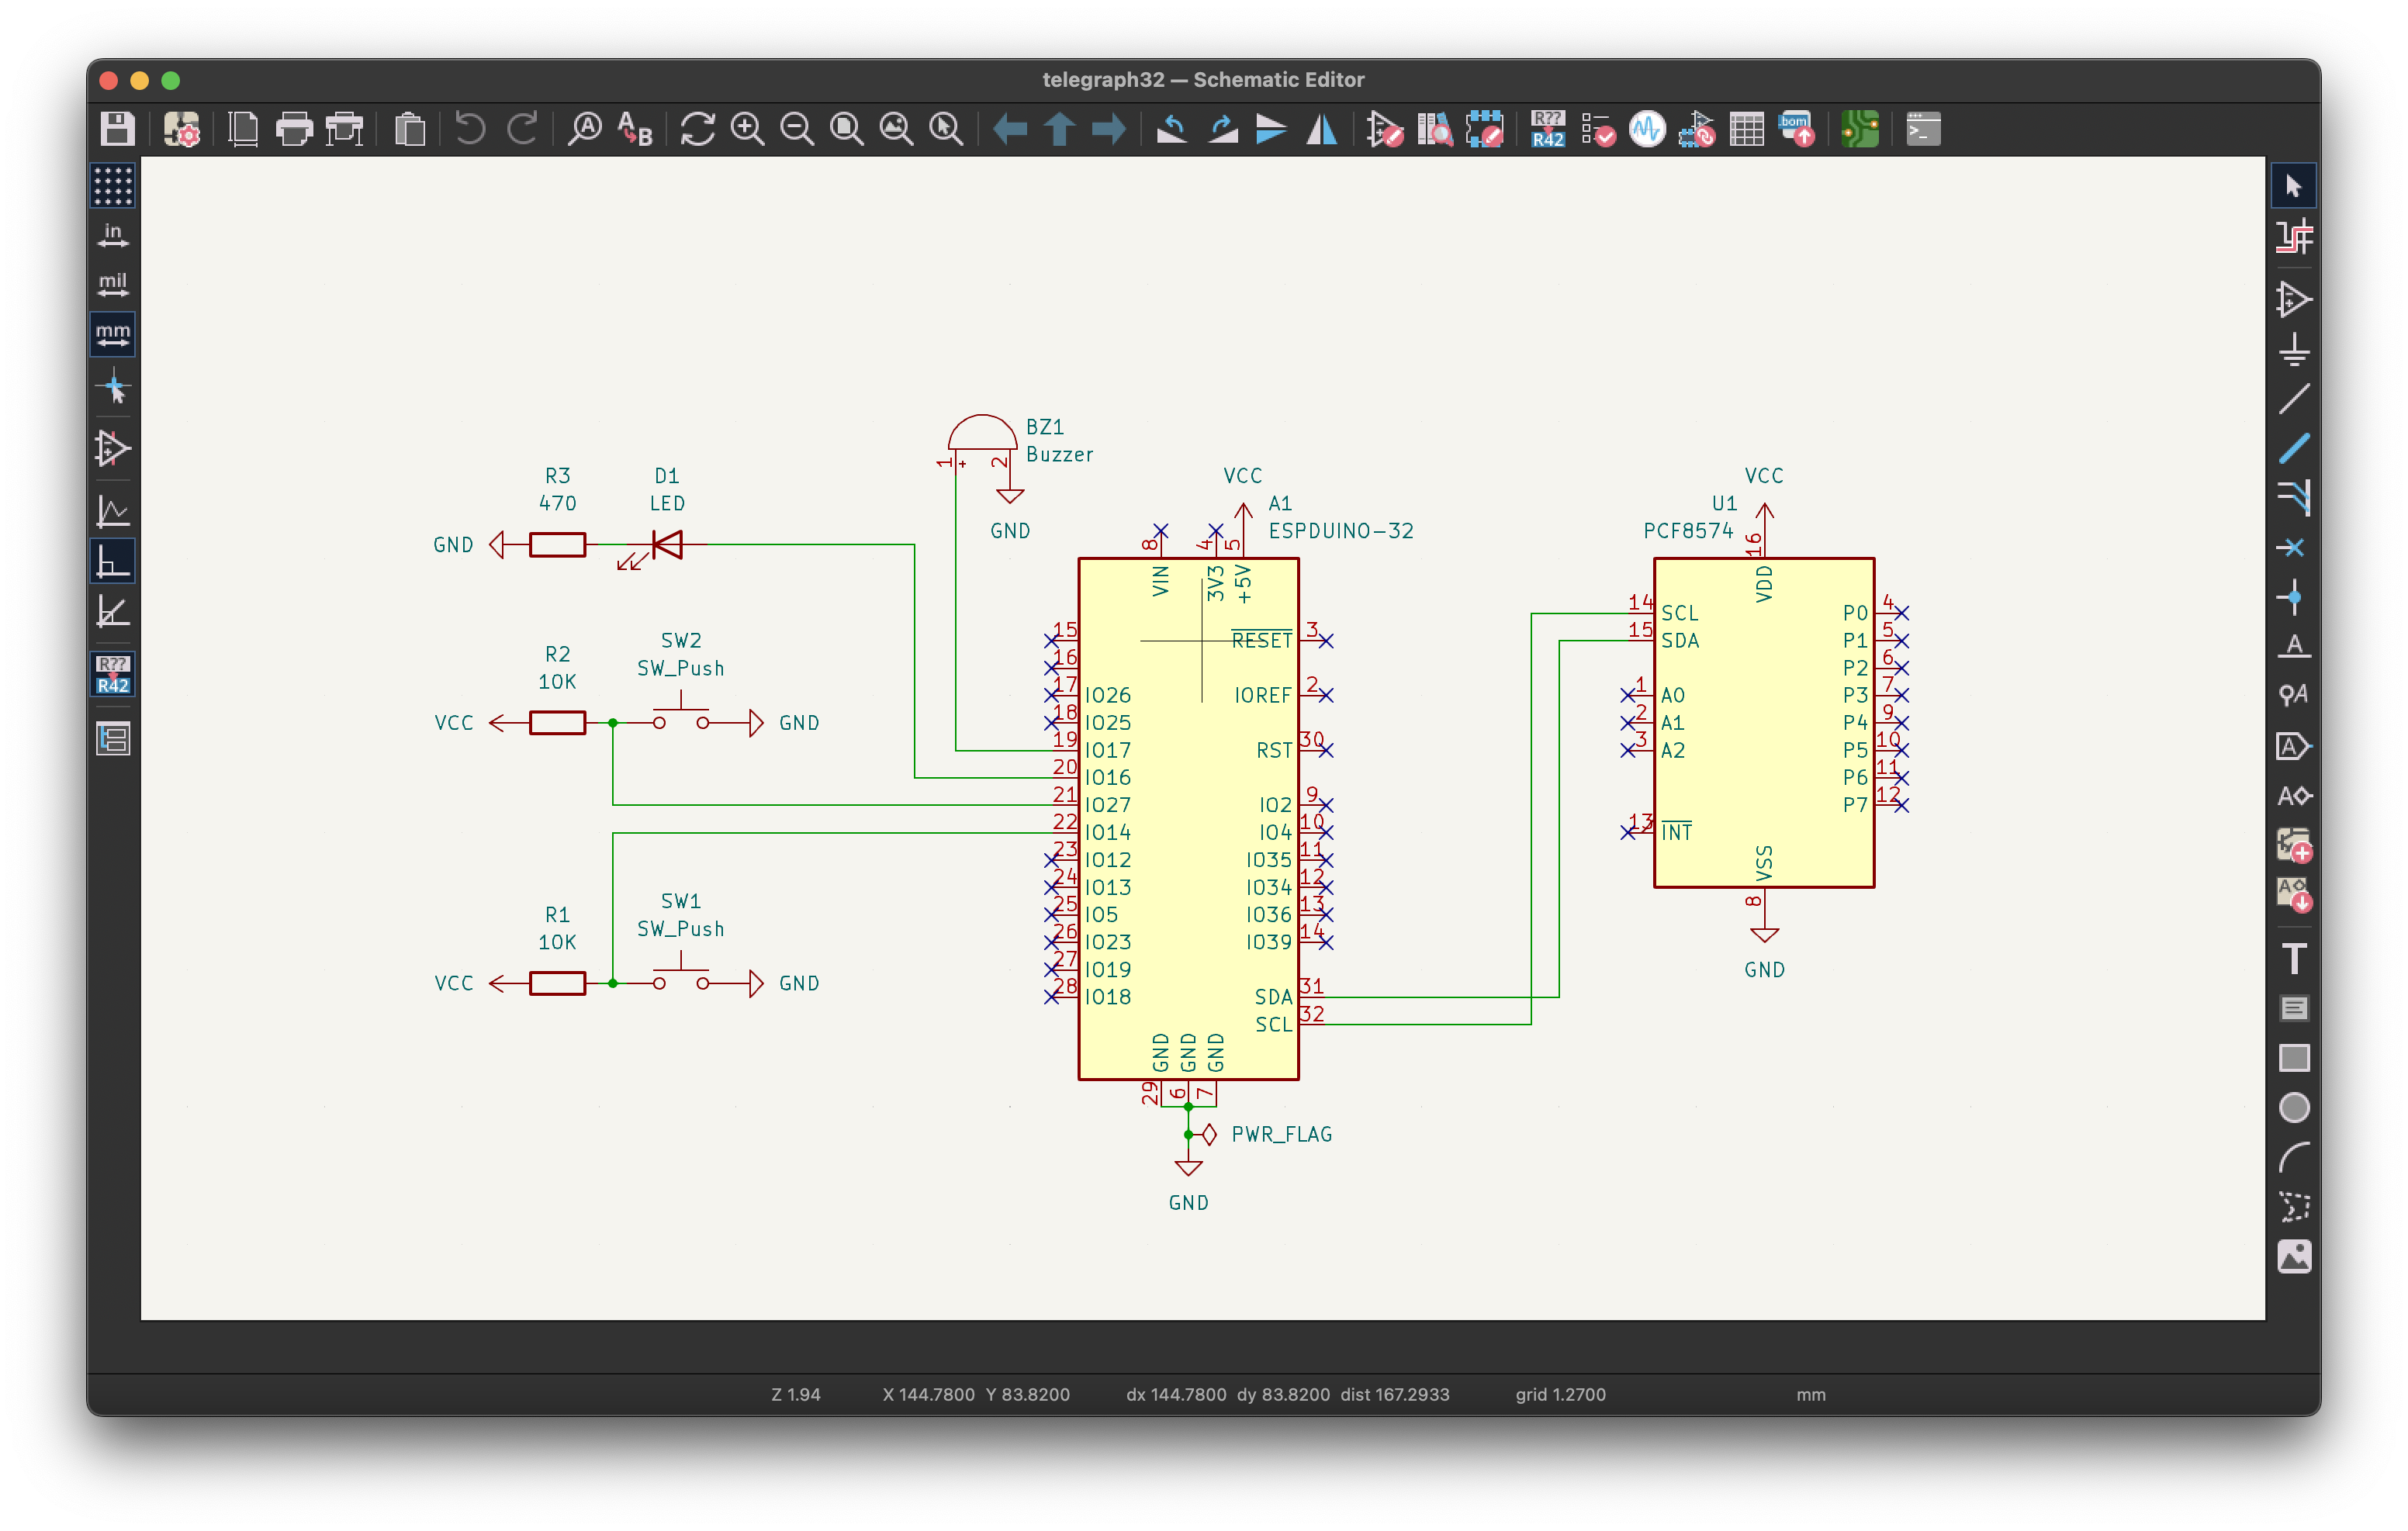 telegraph32 — Schematic Editor
A
A
B
R??
R42
bom
>_
in
mil
mm
R??
R42
A
A
A
A
A
T
BZ1
Buzzer
1
+
2
GND
R3
470
D1
LED
GND
R2
10K
SW2
SW_Push
VCC
GND
R1
10K
SW1
SW_Push
VCC
GND
VCC
A1
ESPDUINO-32
8
4
5
VIN
3V3
+5V
15
16
17 IO26
18 IO25
19 IO17
20 IO16
21 IO27
22 IO14
23 IO12
24 IO13
25 IO5
26 IO23
27 IO19
28 IO18
RESET 3
IOREF 2
RST 30
IO2 9
IO4 10
IO35 11
IO34 12
IO36 13
IO39 14
SDA 31
SCL 32
GND
GND
GND
29
6
7
PWR_FLAG
GND
VCC
U1
PCF8574
16
VDD
14 SCL
15 SDA
1 A0
2 A1
3 A2
13 INT
P0 4
P1 5
P2 6
P3 7
P4 9
P5 10
P6 11
P7 12
VSS
8
GND
Z 1.94
X 144.7800 Y 83.8200
dx 144.7800 dy 83.8200 dist 167.2933
grid 1.2700
mm